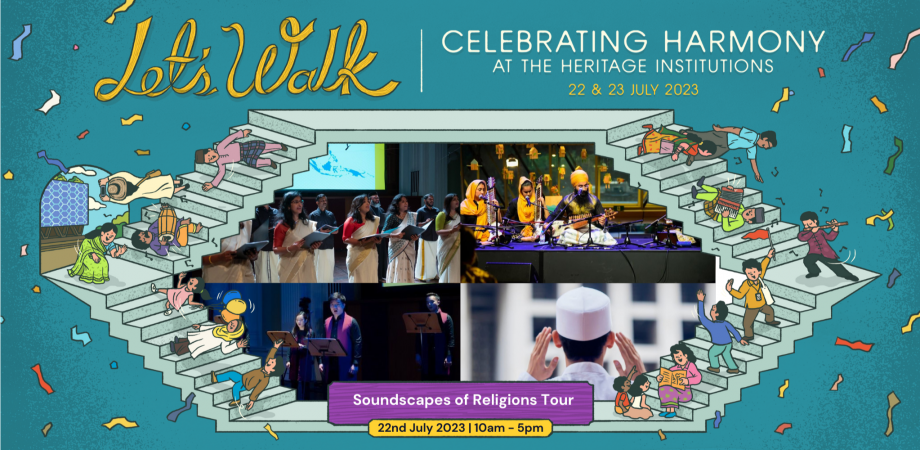 Let's Walk
CELEBRATING HARMONY
AT THE HERITAGE INSTITUTIONS
22 & 23 JULY 2023
Soundscapes of Religions Tour
22nd July 2023 | 10am - 5pm